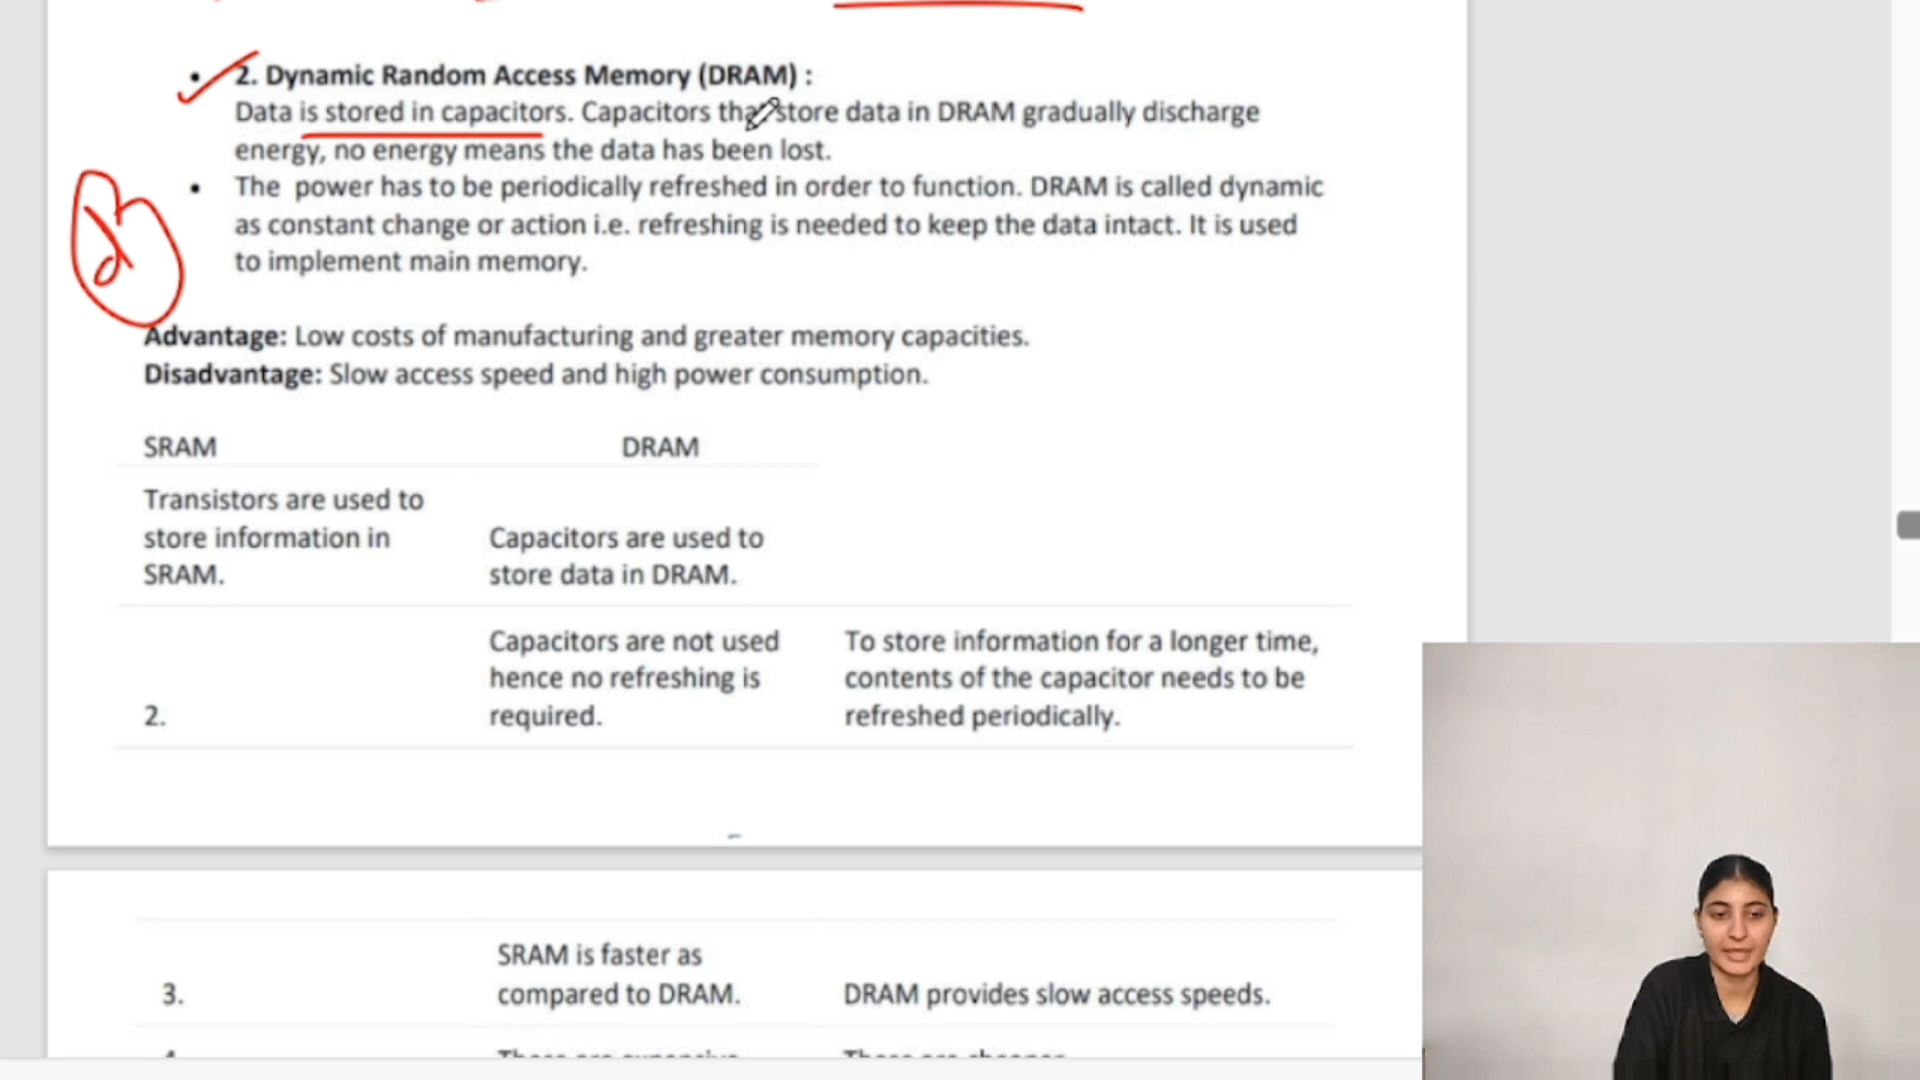 2. Dynamic Random Access Memory (DRAM) :
Data is stored in capacitors. Capacitors that store data in DRAM gradually discharge
energy, no energy means the data has been lost.
The power has to be periodically refreshed in order to function. DRAM is called dynamic
as constant change or action i.e. refreshing is needed to keep the data intact. It is used
to implement main memory.
Advantage: Low costs of manufacturing and greater memory capacities.
Disadvantage: Slow access speed and high power consumption.
SRAM DRAM
Transistors are used to
store information in
SRAM.
Capacitors are used to
store data in DRAM.
2.
Capacitors are not used
hence no refreshing is
required.
To store information for a longer time,
contents of the capacitor needs to be
refreshed periodically.
3.
SRAM is faster as
compared to DRAM.
DRAM provides slow access speeds.